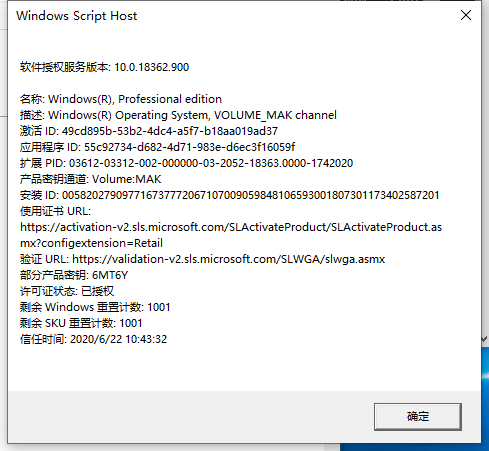 Windows Script Host
软件授权服务版本: 10.0.18362.900
名称: Windows(R), Professional edition
描述: Windows(R) Operating System, VOLUME_MAK channel
激活 ID: 49cd895b-53b2-4dc4-a5f7-b18aa019ad37
应用程序 ID: 55c92734-d682-4d71-983e-d6ec3f16059f
扩展 PID: 03612-03312-002-000000-03-2052-18363.0000-1742020
产品密钥通道: Volume:MAK
安装 ID: 005820279097716737772067107009059848106593001807301173402587201
使用证书 URL:
https://activation-v2.sls.microsoft.com/SLActivateProduct/SLActivateProduct.as
mx?configextension=Retail
验证 URL: https://validation-v2.sls.microsoft.com/SLWGA/slwga.asmx
部分产品密钥: 6MT6Y
许可证状态: 已授权
剩余 Windows 重置计数: 1001
剩余 SKU 重置计数: 1001
信任时间: 2020/6/22 10:43:32
确定